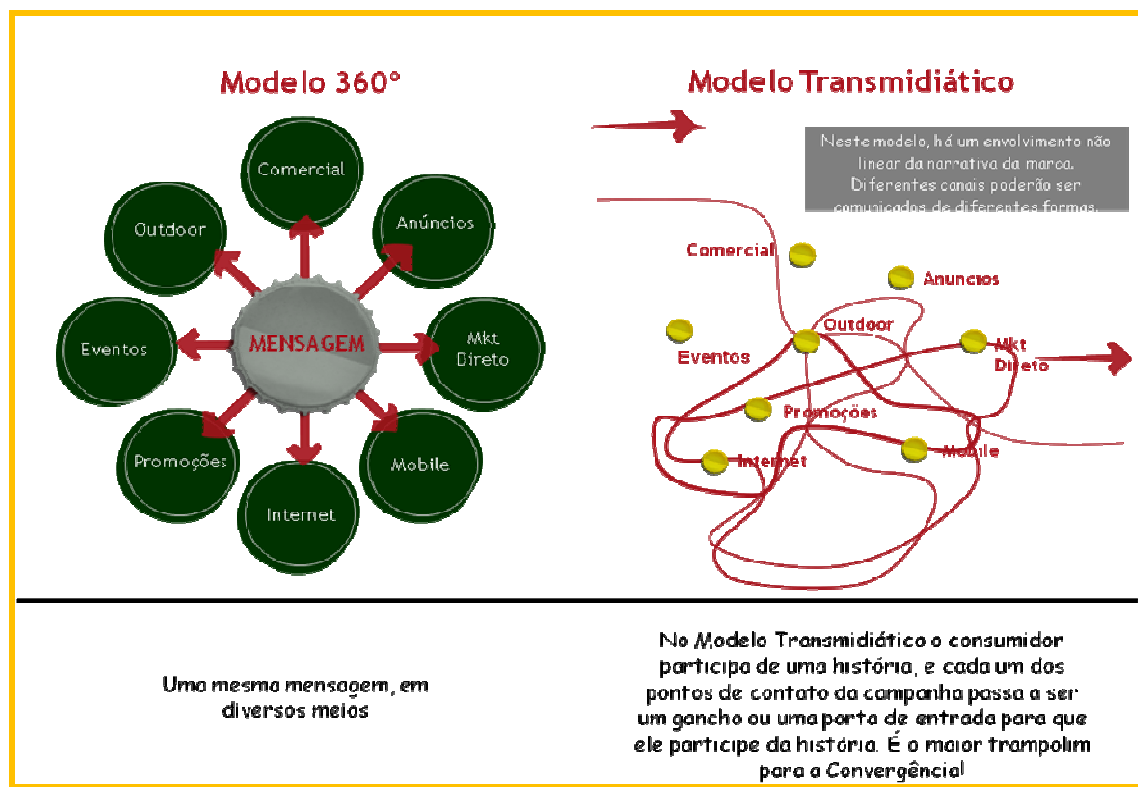 Modelo 360°
Comercial
Outdoor
Anúncios
Eventos
MENSAGEM
Mkt
Direto
Promoções
Mobile
Internet
Uma mesma mensagem, em
diversos meios
Modelo Transmidiático
Neste modelo, há um envolvimento não
linear da narrativa da marca.
Diferentes canais poderão ser
comunicados de diferentes formas.
Comercial
Anuncios
Outdoor
Eventos
Mkt
Direto
Promoções
Internet
Mobile
No Modelo Transmidiático o consumidor
participa de uma história, e cada um dos
pontos de contato da campanha passa a ser
um gancho ou uma porta de entrada para que
ele participe da história. É o maior trampolim
para a Convergência!